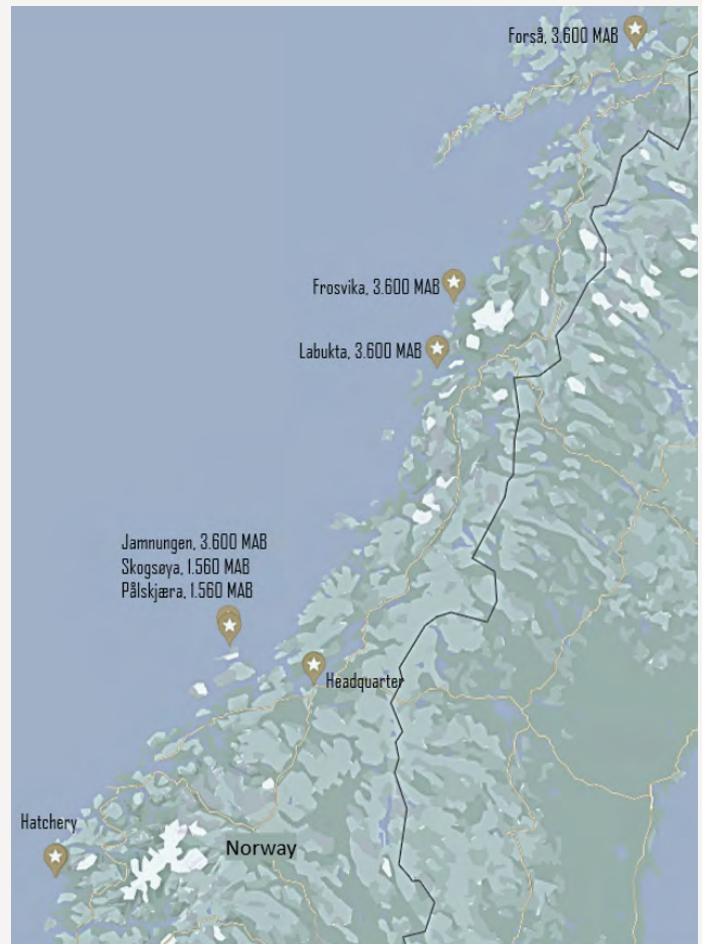 Forså, 3.600 MAB
Frosvika, 3.600 MAB
Labukta, 3.600 MAB
Jamnungen, 3.600 MAB
Skogsøya, 1.560 MAB
Pålskjæra, 1.560 MAB
Headquarter
Hatchery
Norway